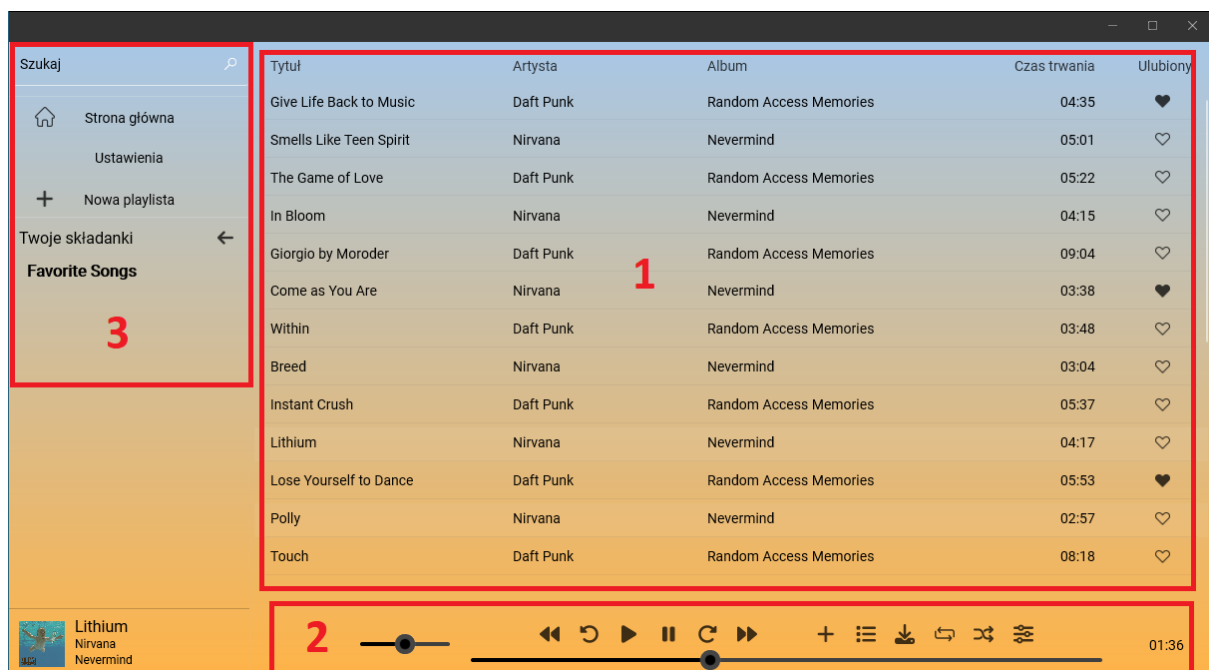 Szukaj
Strona główna
Ustawienia
Nowa playlista
Twoje składanki
Favorite Songs
3
Tytuł Artysta Album Czas trwania Ulubiony
Give Life Back to Music Daft Punk Random Access Memories 04:35
Smells Like Teen Spirit Nirvana Nevermind 05:01
The Game of Love Daft Punk Random Access Memories 05:22
In Bloom Nirvana Nevermind 04:15
Giorgio by Moroder Daft Punk Random Access Memories 09:04
1
Come as You Are Nirvana Nevermind 03:38
Within Daft Punk Random Access Memories 03:48
Breed Nirvana Nevermind 03:04
Instant Crush Daft Punk Random Access Memories 05:37
Lithium Nirvana Nevermind 04:17
Lose Yourself to Dance Daft Punk Random Access Memories 05:53
Polly Nirvana Nevermind 02:57
Touch Daft Punk Random Access Memories 08:18
Lithium
Nirvana
Nevermind
2
01:36